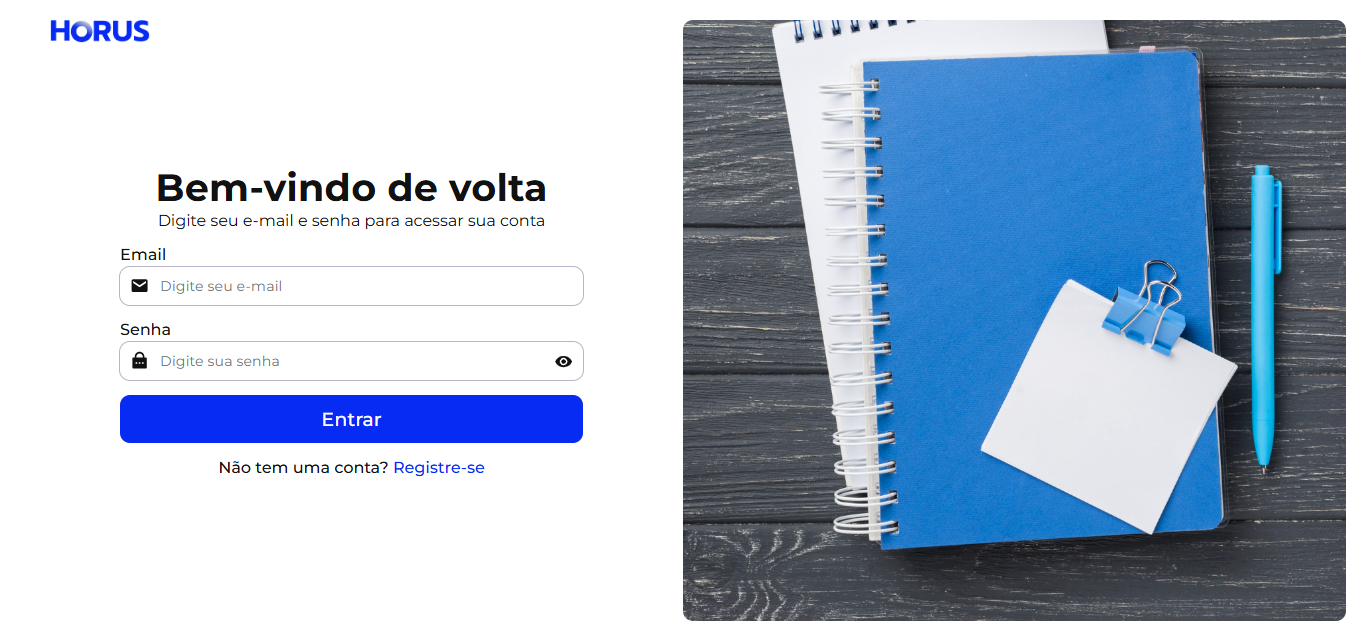 HORUS
Bem-vindo de volta
Digite seu e-mail e senha para acessar sua conta
Email
Digite seu e-mail
Senha
Digite sua senha
Entrar
Não tem uma conta? Registre-se